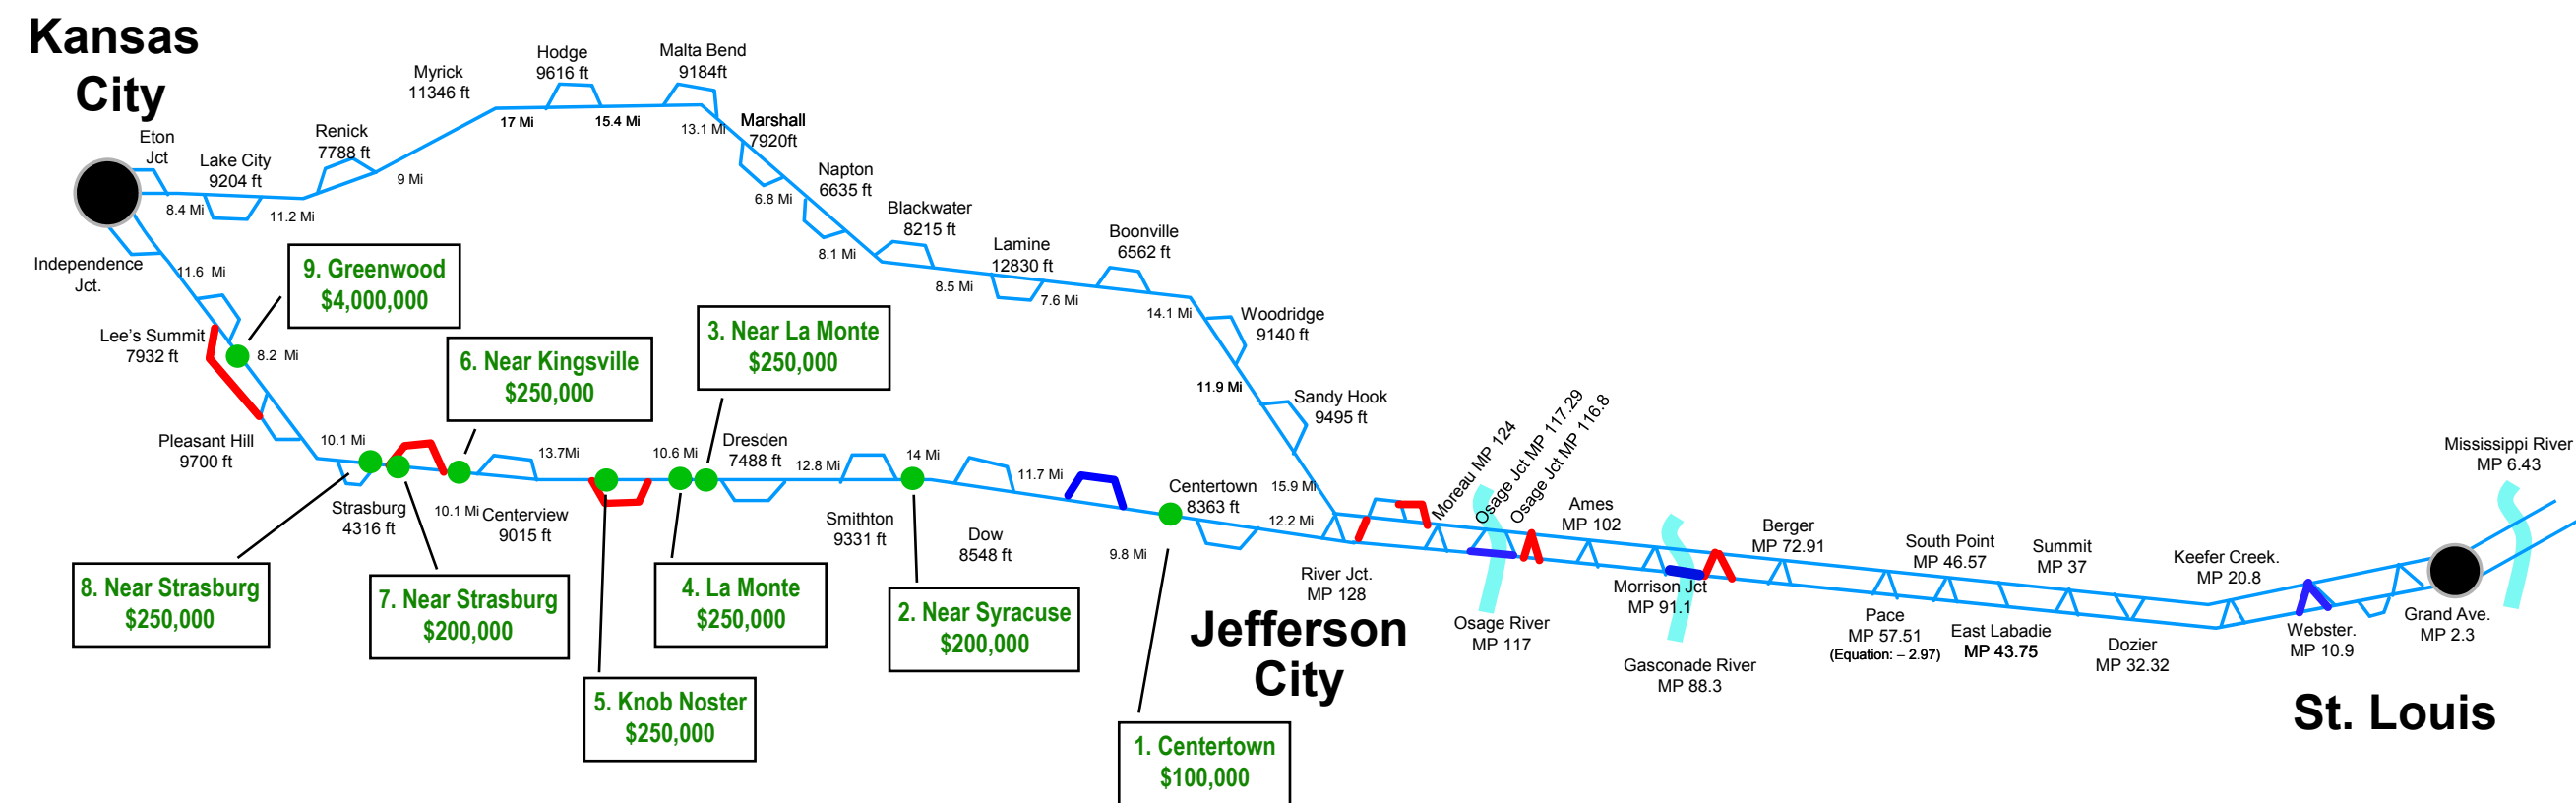 Kansas
City
Hodge
9616 ft
Malta Bend
9184ft
Myrick
11346 ft
17 Mi
15.4 Mi
13.1 Mi
Marshall
7920ft
Eton
Jct
Lake City
9204 ft
Renick
7788 ft
9 Mi
8.4 Mi
11.2 Mi
Napton
6635 ft
6.8 Mi
Blackwater
8215 ft
8.1 Mi
Lamine
12830 ft
8.5 Mi
7.6 Mi
Boonville
6562 ft
14.1 Mi
Woodridge
9140 ft
11.9 Mi
Sandy Hook
9495 ft
15.9 Mi
Independence
Jct.
11.6 Mi
9. Greenwood
$4,000,000
Lee's Summit
7932 ft
8.2 Mi
6. Near Kingsville
$250,000
3. Near La Monte
$250,000
Pleasant Hill
9700 ft
10.1 Mi
13.7Mi
10.6 Mi
Dresden
7488 ft
12.8 Mi
14 Mi
11.7 Mi
Strasburg
4316 ft
10.1 Mi
Centerview
9015 ft
Smithton
9331 ft
Dow
8548 ft
9.8 Mi
Centertown
8363 ft
12.2 Mi
8. Near Strasburg
$250,000
7. Near Strasburg
$200,000
4. La Monte
$250,000
2. Near Syracuse
$200,000
5. Knob Noster
$250,000
1. Centertown
$100,000
River Jct.
MP 128
Jefferson
City
Moreau MP 124
Osage Jct MP 117.29
Osage Jct MP 116.8
Osage River
MP 117
Ames
MP 102
Morrison Jct
MP 91.1
Gasconade River
MP 88.3
Berger
MP 72.91
Pace
MP 57.51
(Equation: – 2.97)
South Point
MP 46.57
East Labadie
MP 43.75
Summit
MP 37
Dozier
MP 32.32
Keefer Creek.
MP 20.8
Webster.
MP 10.9
Grand Ave.
MP 2.3
Mississippi River
MP 6.43
St. Louis